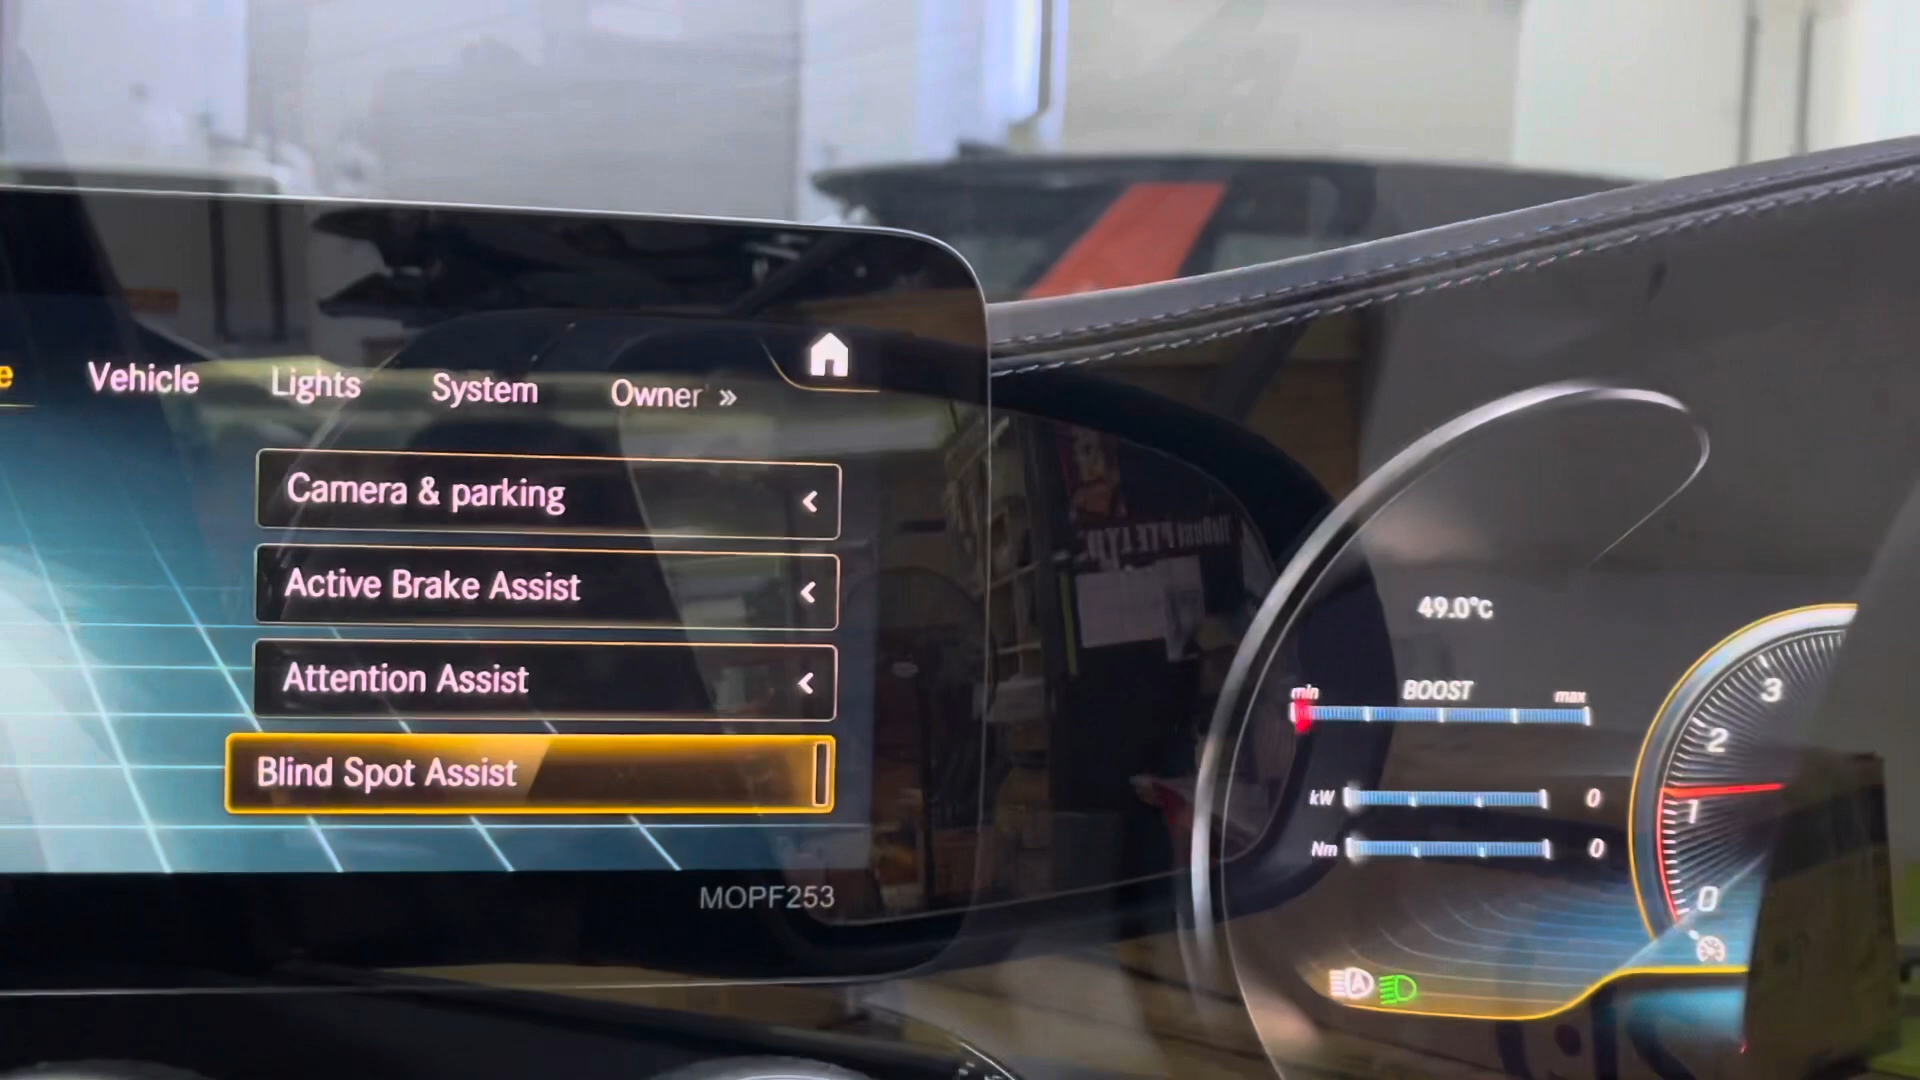 Vehicle Lights System Owner »
Camera & parking
Active Brake Assist
Attention Assist
Blind Spot Assist
MOPF253
49.0°C
min BOOST max
kW 0
Nm 0
3
2
1
0
A